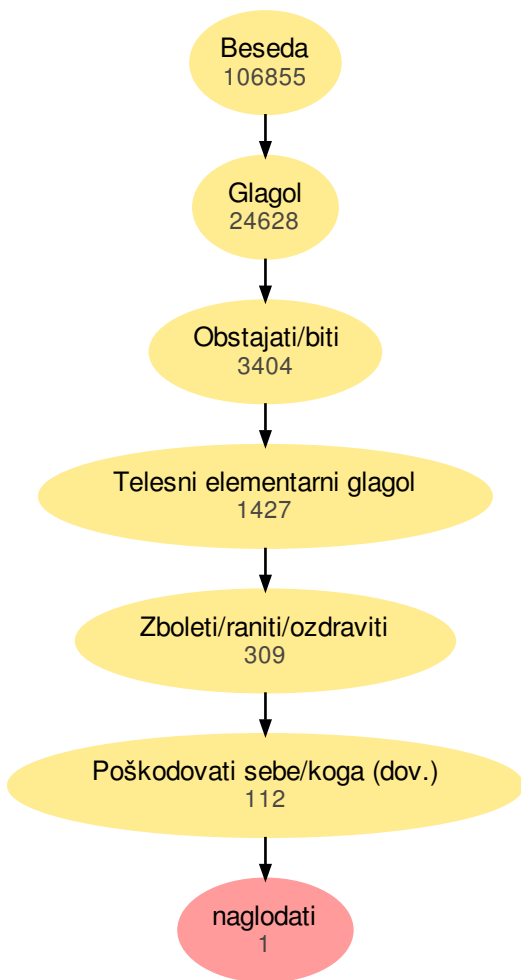 Beseda
106855
Glagol
24628
Obstajati/biti
3404
Telesni elementarni glagol
1427
Zboleti/raniti/ozdraviti
309
Poškodovati sebe/koga (dov.)
112
naglodati
1